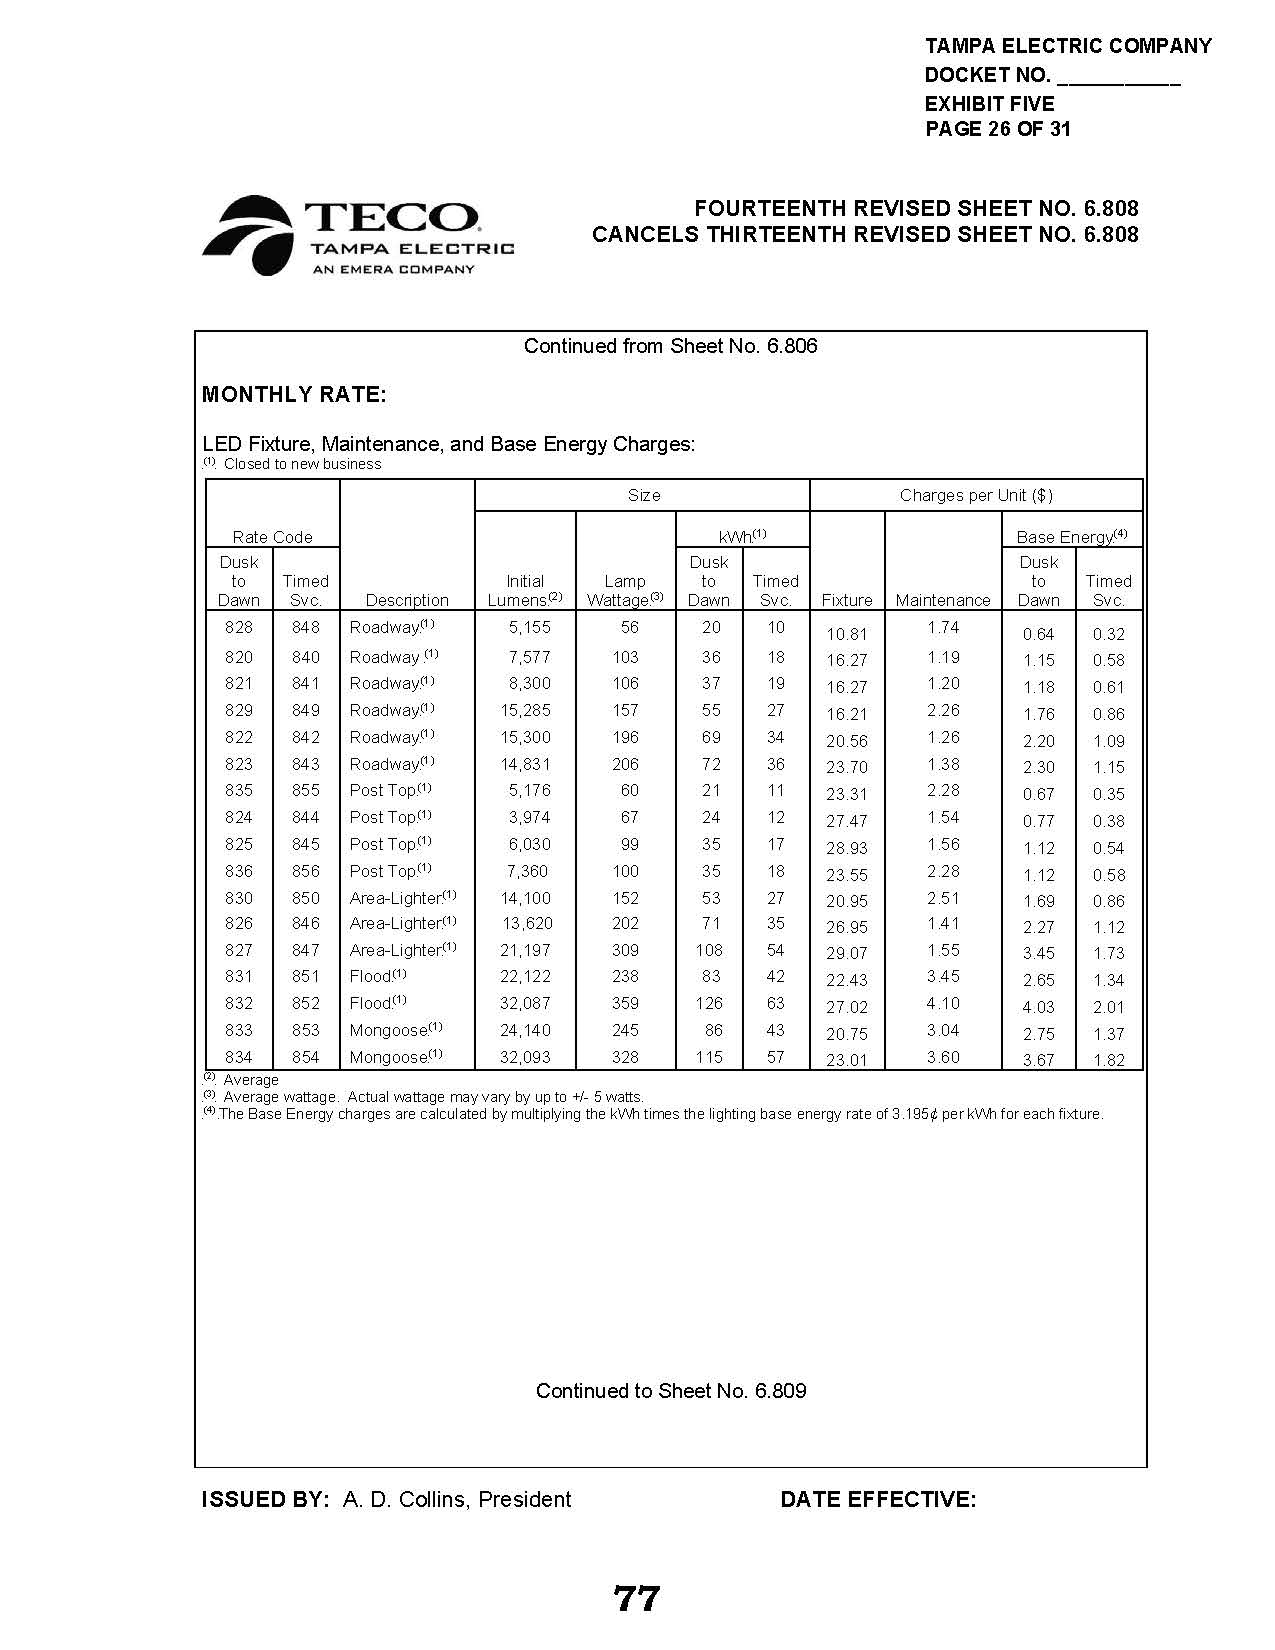 TAMPA ELECTRIC COMPANY
DOCKET NO. ___________
EXHIBIT FIVE
PAGE 26 OF 31
TECO.
TAMPA ELECTRIC
AN EMERA COMPANY
FOURTEENTH REVISED SHEET NO. 6.808
CANCELS THIRTEENTH REVISED SHEET NO. 6.808
Continued from Sheet No. 6.806
MONTHLY RATE:
LED Fixture, Maintenance, and Base Energy Charges:
(1). Closed to new business
Size Charges per Unit ($)
Rate Code kWh(1) Base Energy(4)
Dusk Dusk Dusk
to Timed Initial Lamp to Timed to Timed
Dawn Svc. Description Lumens(2) Wattage(3) Dawn Svc. Fixture Maintenance Dawn Svc.
828 848 Roadway(1) 5,155 56 20 10 10.81 1.74 0.64 0.32
820 840 Roadway (1) 7,577 103 36 18 16.27 1.19 1.15 0.58
821 841 Roadway(1) 8,300 106 37 19 16.27 1.20 1.18 0.61
829 849 Roadway(1) 15,285 157 55 27 16.21 2.26 1.76 0.86
822 842 Roadway(1) 15,300 196 69 34 20.56 1.26 2.20 1.09
823 843 Roadway(1) 14,831 206 72 36 23.70 1.38 2.30 1.15
835 855 Post Top(1) 5,176 60 21 11 23.31 2.28 0.67 0.35
824 844 Post Top(1) 3,974 67 24 12 27.47 1.54 0.77 0.38
825 845 Post Top(1) 6,030 99 35 17 28.93 1.56 1.12 0.54
836 856 Post Top(1) 7,360 100 35 18 23.55 2.28 1.12 0.58
830 850 Area-Lighter(1) 14,100 152 53 27 20.95 2.51 1.69 0.86
826 846 Area-Lighter(1) 13,620 202 71 35 26.95 1.41 2.27 1.12
827 847 Area-Lighter(1) 21,197 309 108 54 29.07 1.55 3.45 1.73
831 851 Flood(1) 22,122 238 83 42 22.43 3.45 2.65 1.34
832 852 Flood(1) 32,087 359 126 63 27.02 4.10 4.03 2.01
833 853 Mongoose(1) 24,140 245 86 43 20.75 3.04 2.75 1.37
834 854 Mongoose(1) 32,093 328 115 57 23.01 3.60 3.67 1.82
(2). Average
(3). Average wattage. Actual wattage may vary by up to +/- 5 watts.
(4).The Base Energy charges are calculated by multiplying the kWh times the lighting base energy rate of 3.195¢ per kWh for each fixture.
Continued to Sheet No. 6.809
ISSUED BY: A. D. Collins, President DATE EFFECTIVE:
77